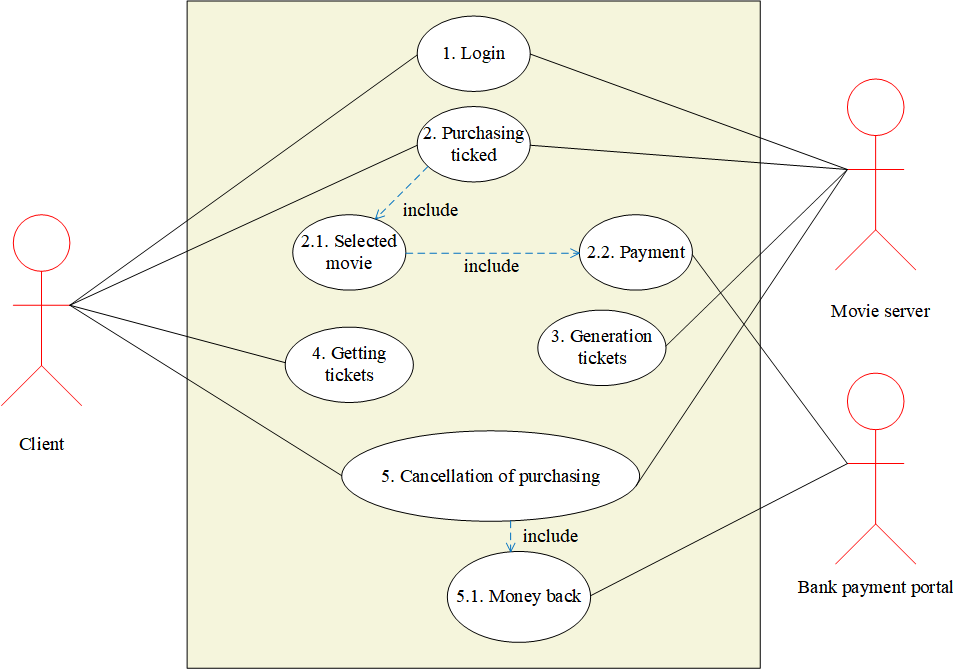 1. Login
2. Purchasing
ticked
include
2.1. Selected
movie
include
2.2. Payment
Movie server
3. Generation
tickets
4. Getting
tickets
Client
5. Cancellation of purchasing
include
5.1. Money back
Bank payment portal